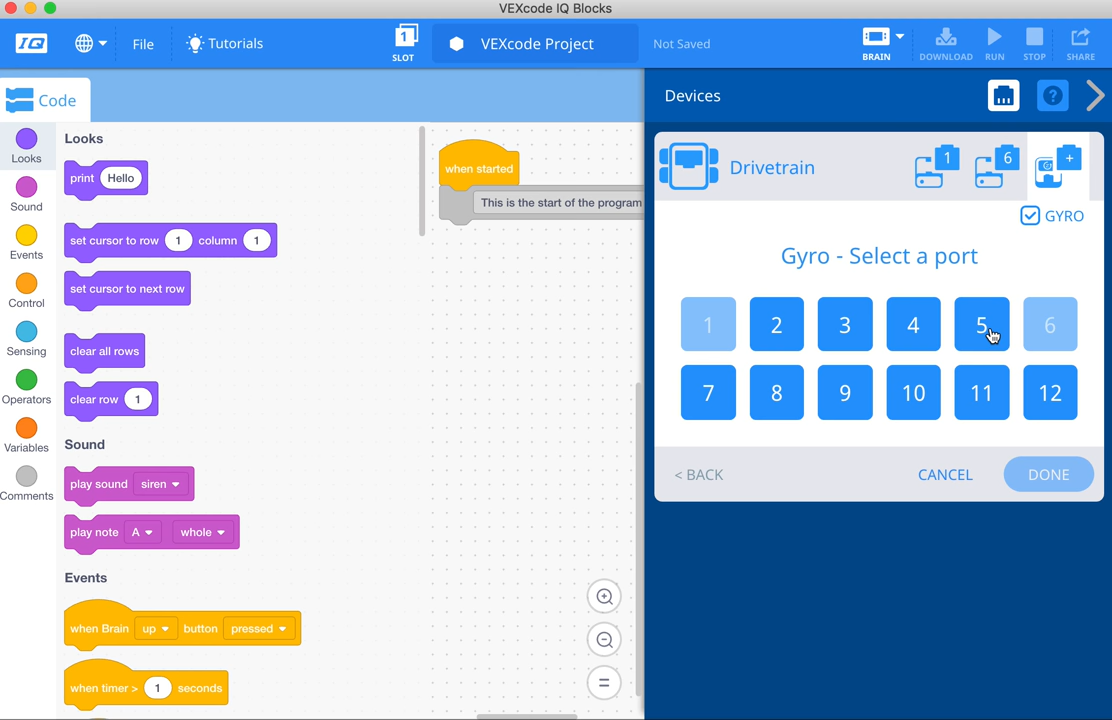 VEXcode IQ Blocks
IQ
File
Tutorials
1
SLOT
VEXcode Project
Not Saved
BRAIN
DOWNLOAD
RUN
STOP
SHARE
Code
Devices
?
Looks
Sound
Events
Control
Sensing
Operators
Variables
Comments
Looks
print Hello
set cursor to row 1 column 1
set cursor to next row
clear all rows
clear row 1
Sound
play sound siren
play note A whole
Events
when Brain up button pressed
when timer > 1 seconds
when started
This is the start of the program
Drivetrain
1
6
+
GYRO
Gyro - Select a port
1 2 3 4 5 6
7 8 9 10 11 12
< BACK
CANCEL
DONE